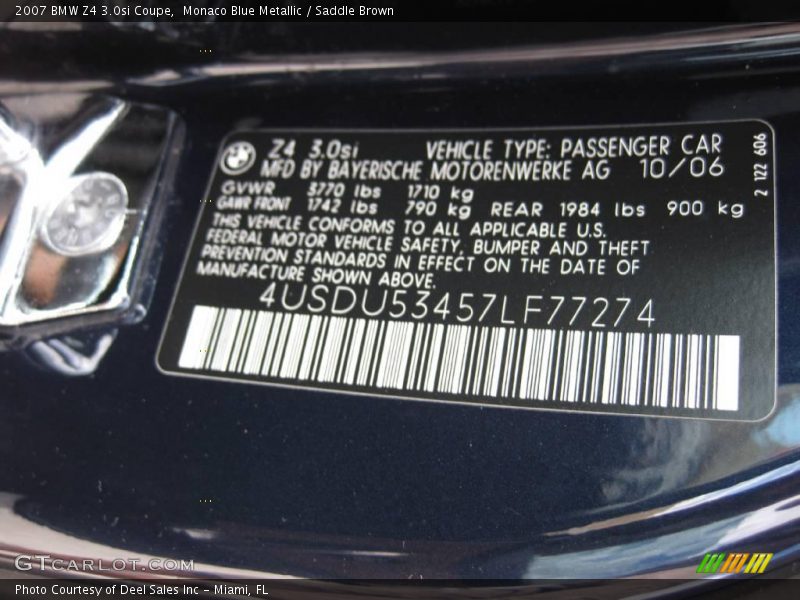 2007 BMW Z4 3.0si Coupe,  Monaco Blue Metallic / Saddle Brown
Z4 3.0si VEHICLE TYPE: PASSENGER CAR
MFD BY BAYERISCHE MOTORENWERKE AG 10/06
GVWR 3770 lbs 1710 kg
GAWR FRONT 1742 lbs 790 kg REAR 1984 lbs 900 kg
THIS VEHICLE CONFORMS TO ALL APPLICABLE U.S.
FEDERAL MOTOR VEHICLE SAFETY, BUMPER AND THEFT
PREVENTION STANDARDS IN EFFECT ON THE DATE OF
MANUFACTURE SHOWN ABOVE.
4USDU53457LF77274
2 122 606
GTCARLOT.COM
Photo Courtesy of Deel Sales Inc - Miami, FL